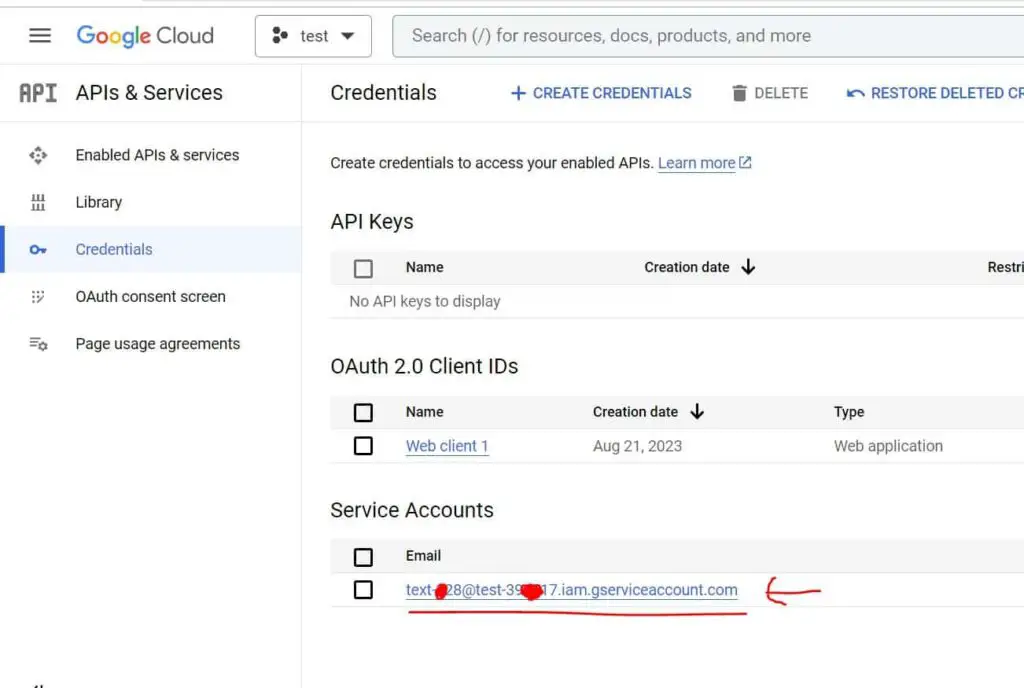 Google Cloud
test
Search (/) for resources, docs, products, and more
API
APIs & Services
Credentials
CREATE CREDENTIALS
DELETE
RESTORE DELETED CR
Enabled APIs & services
Library
Credentials
OAuth consent screen
Page usage agreements
Create credentials to access your enabled APIs. Learn more
API Keys
Name Creation date Restri
No API keys to display
OAuth 2.0 Client IDs
Name Creation date Type
Web client 1 Aug 21, 2023 Web application
Service Accounts
Email
text- 28@test-39 17.iam.gserviceaccount.com